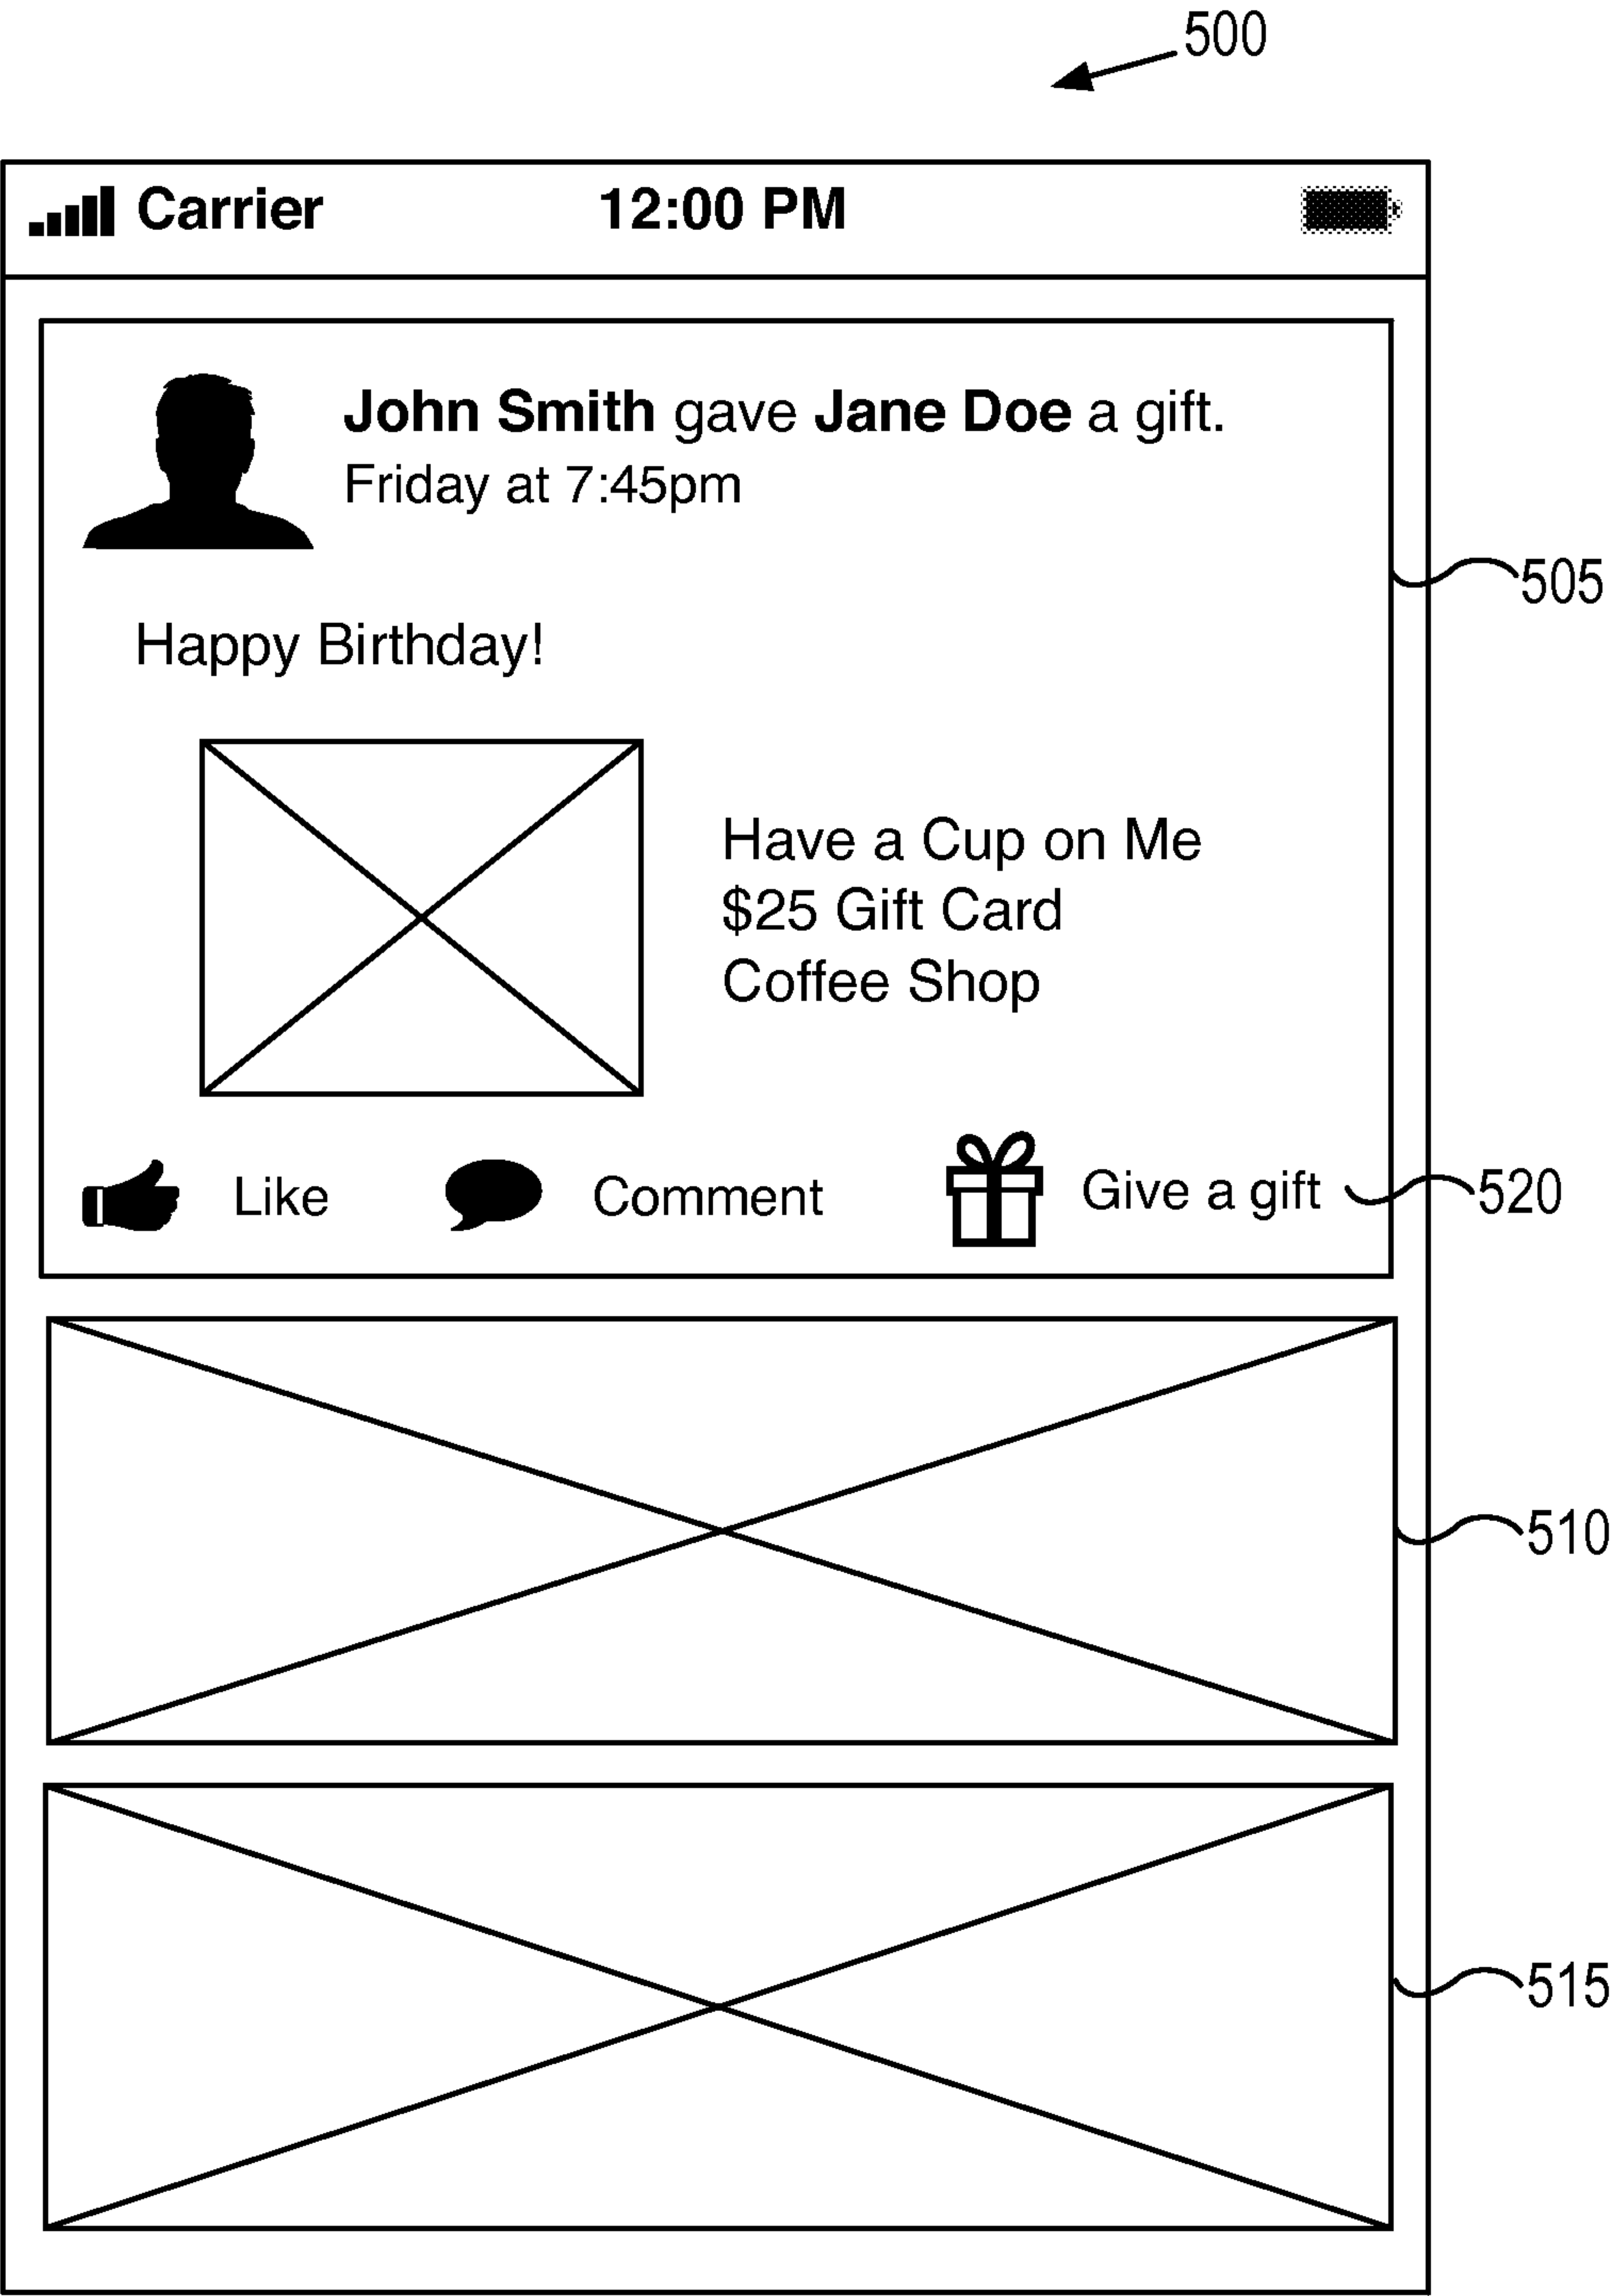 500
Carrier 12:00 PM
John Smith gave Jane Doe a gift.
Friday at 7:45pm
505
Happy Birthday!
Have a Cup on Me
$25 Gift Card
Coffee Shop
Like Comment Give a gift 520
510
515